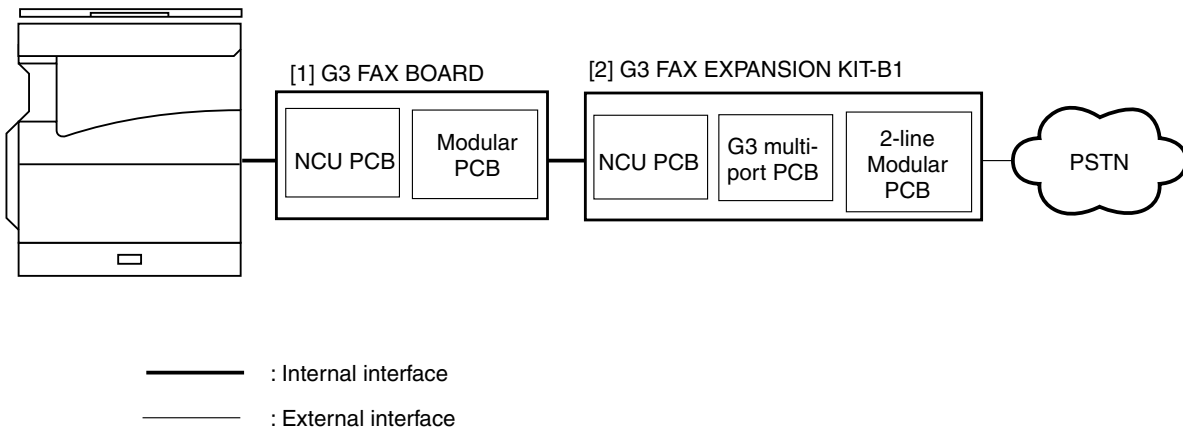 [1] G3 FAX BOARD
[2] G3 FAX EXPANSION KIT-B1
NCU PCB
Modular
PCB
NCU PCB
G3 multi-
port PCB
2-line
Modular
PCB
PSTN
: Internal interface
: External interface